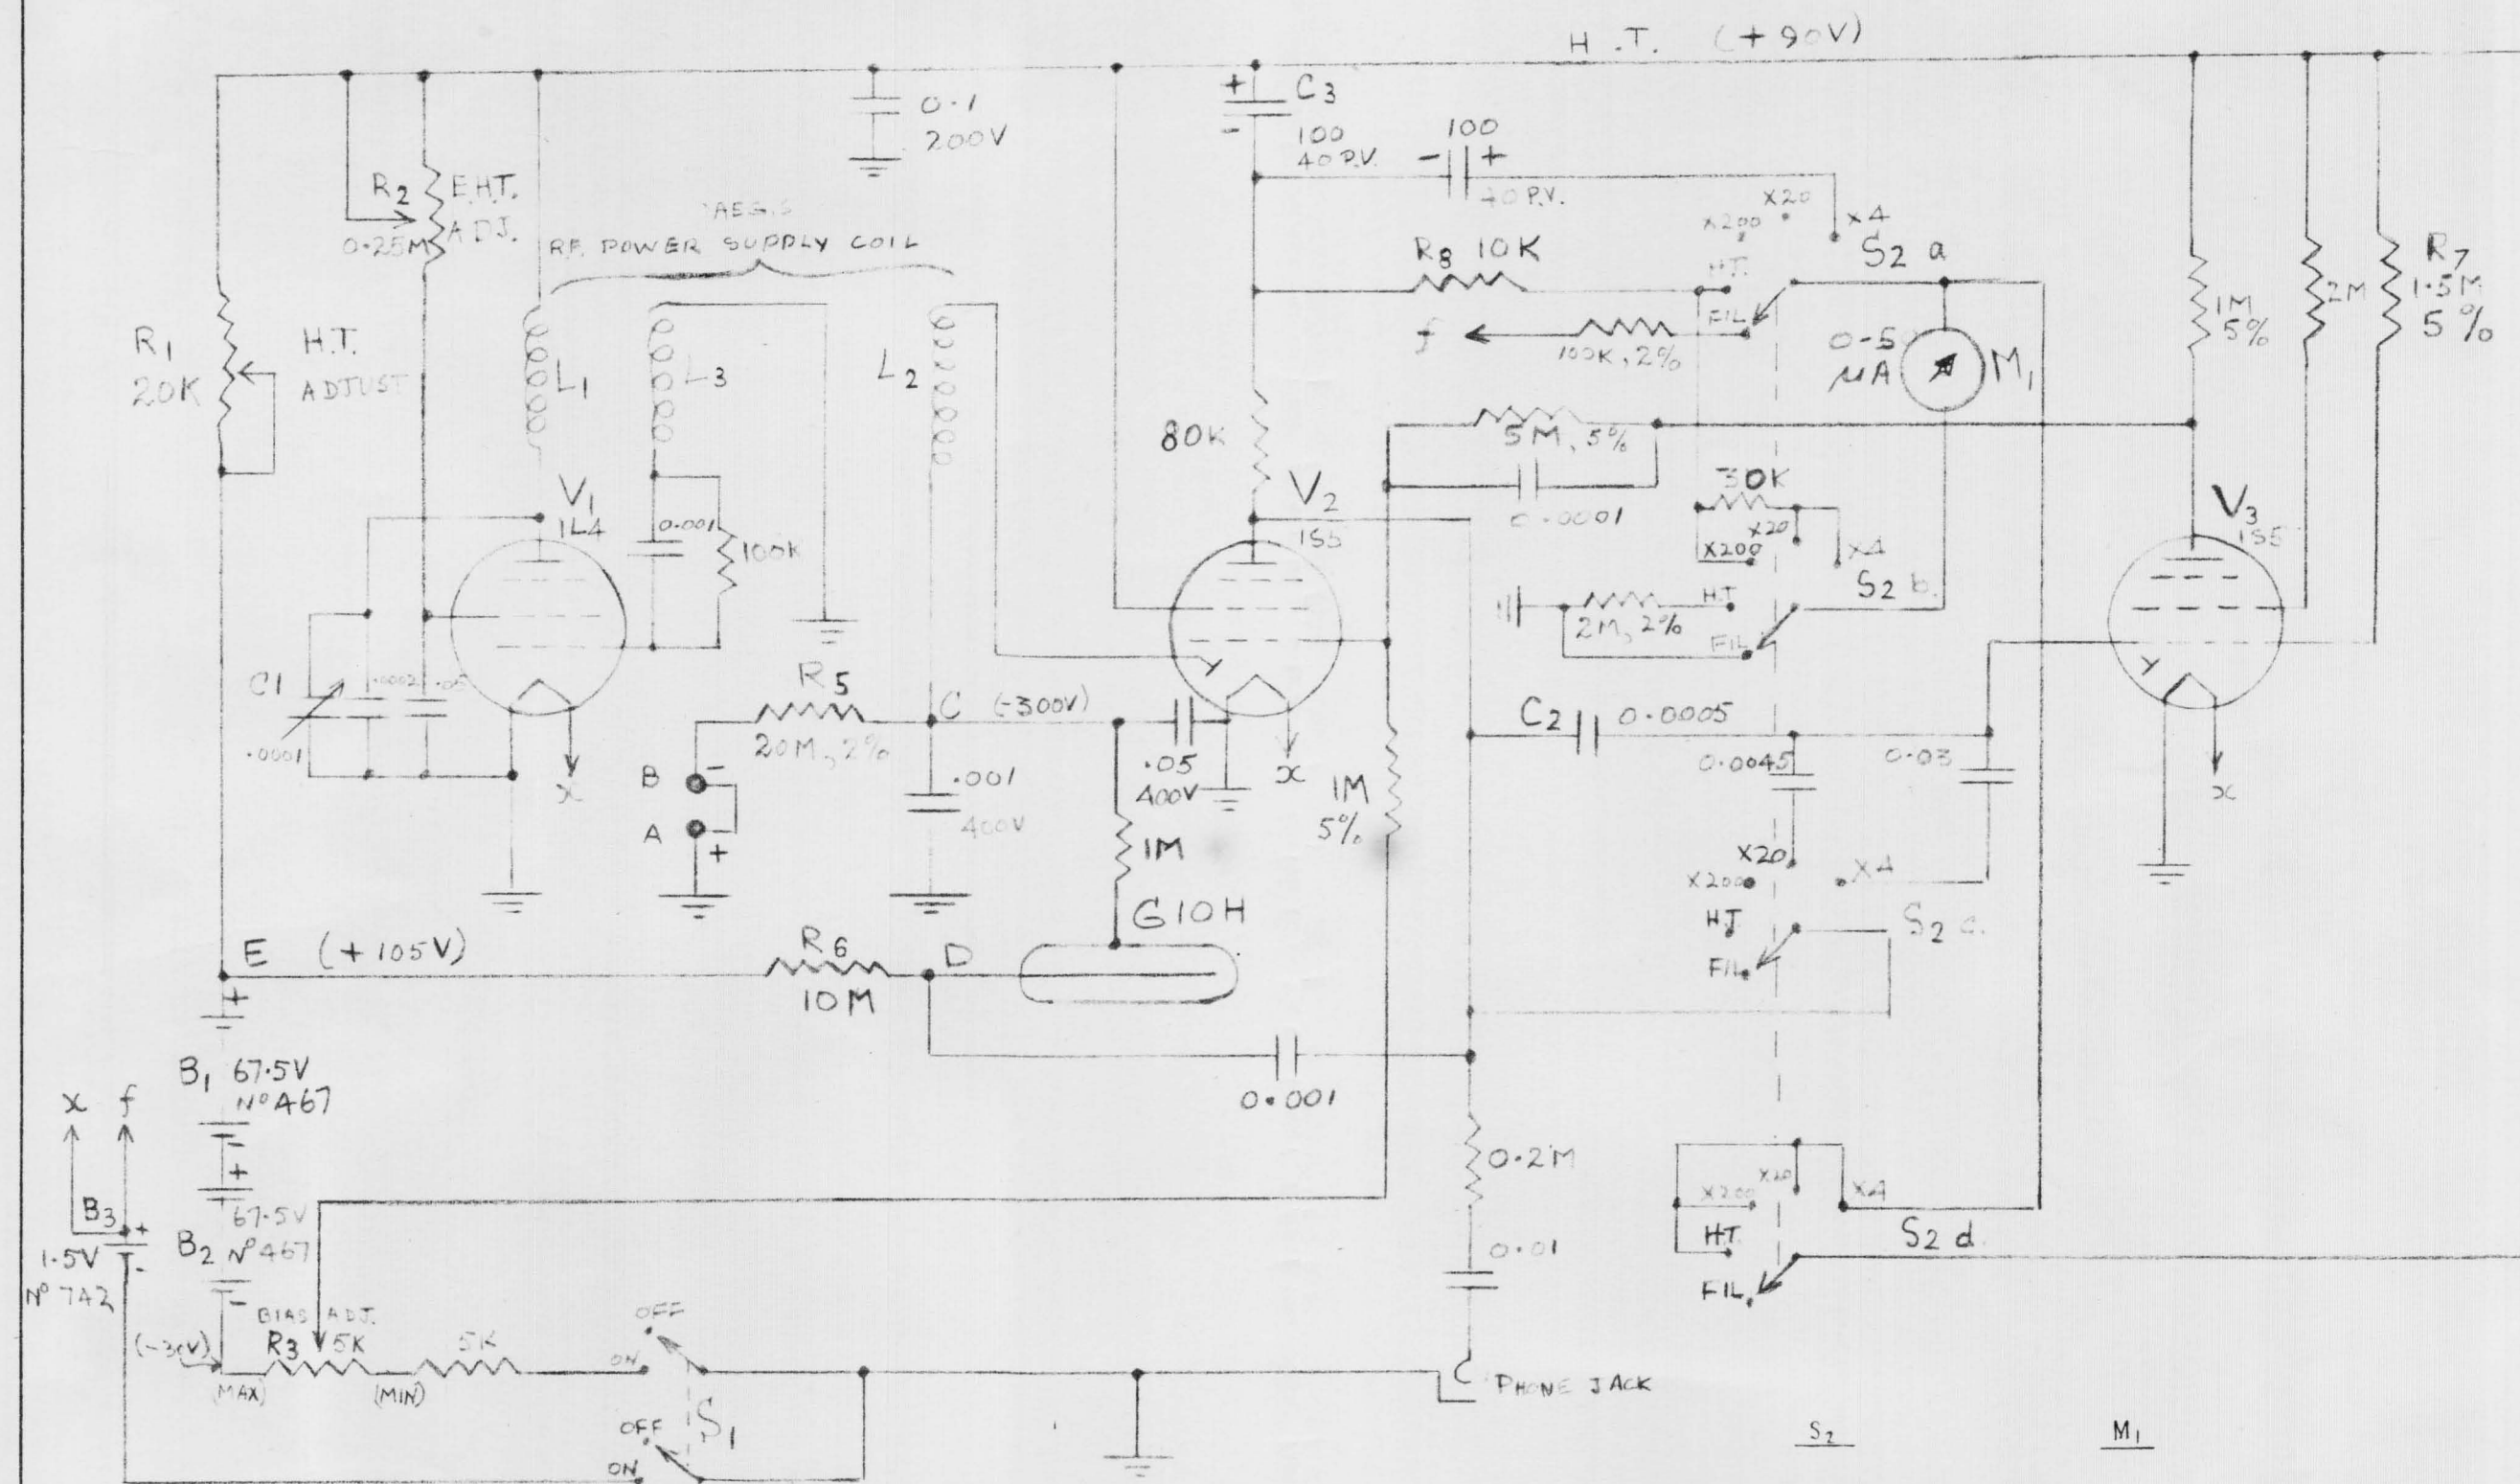 H.T. (+90V)
0.1
200V
C3
+
-
100
40 P.V.
100
- +
40 P.V.
R2
0.25M
E.H.T.
ADJ.
AEGIS
R.F. POWER SUPPLY COIL
R1
20K
H.T.
ADJUST
L1
L3
L2
X200
X20
X4
S2 a
R8 10K
H.T.
FIL
f
100K, 2%
0-50
μA
M1
1M
5%
2M
R7
1.5M
5%
80K
5M, 5%
0.0001
30K
X200
X20
X4
S2 b.
H.T
2M, 2%
FIL
V1
1L4
0.001
100K
V2
1S5
V3
1S5
C1
.0001
.0002
.05
x
R5
20M, 2%
C (-300V)
B -
A +
.001
400V
.05
400V
x
1M
5%
1M
C2 0.0005
0.0045
0.03
x
X20
X200
X4
H.T
FIL.
S2 c.
G10H
E (+105V)
R6
10M
D
+
0.001
B1 67.5V
No 467
-
+
x f
B3
+
1.5V
-
No 742
67.5V
B2 No 467
-
0.2M
0.01
X200
X20
X4
H.T.
FIL.
S2 d.
BIAS ADJ.
R3 5K
5K
(MAX)
(MIN)
OFF
ON
S1
OFF
ON
PHONE JACK
S2
M1